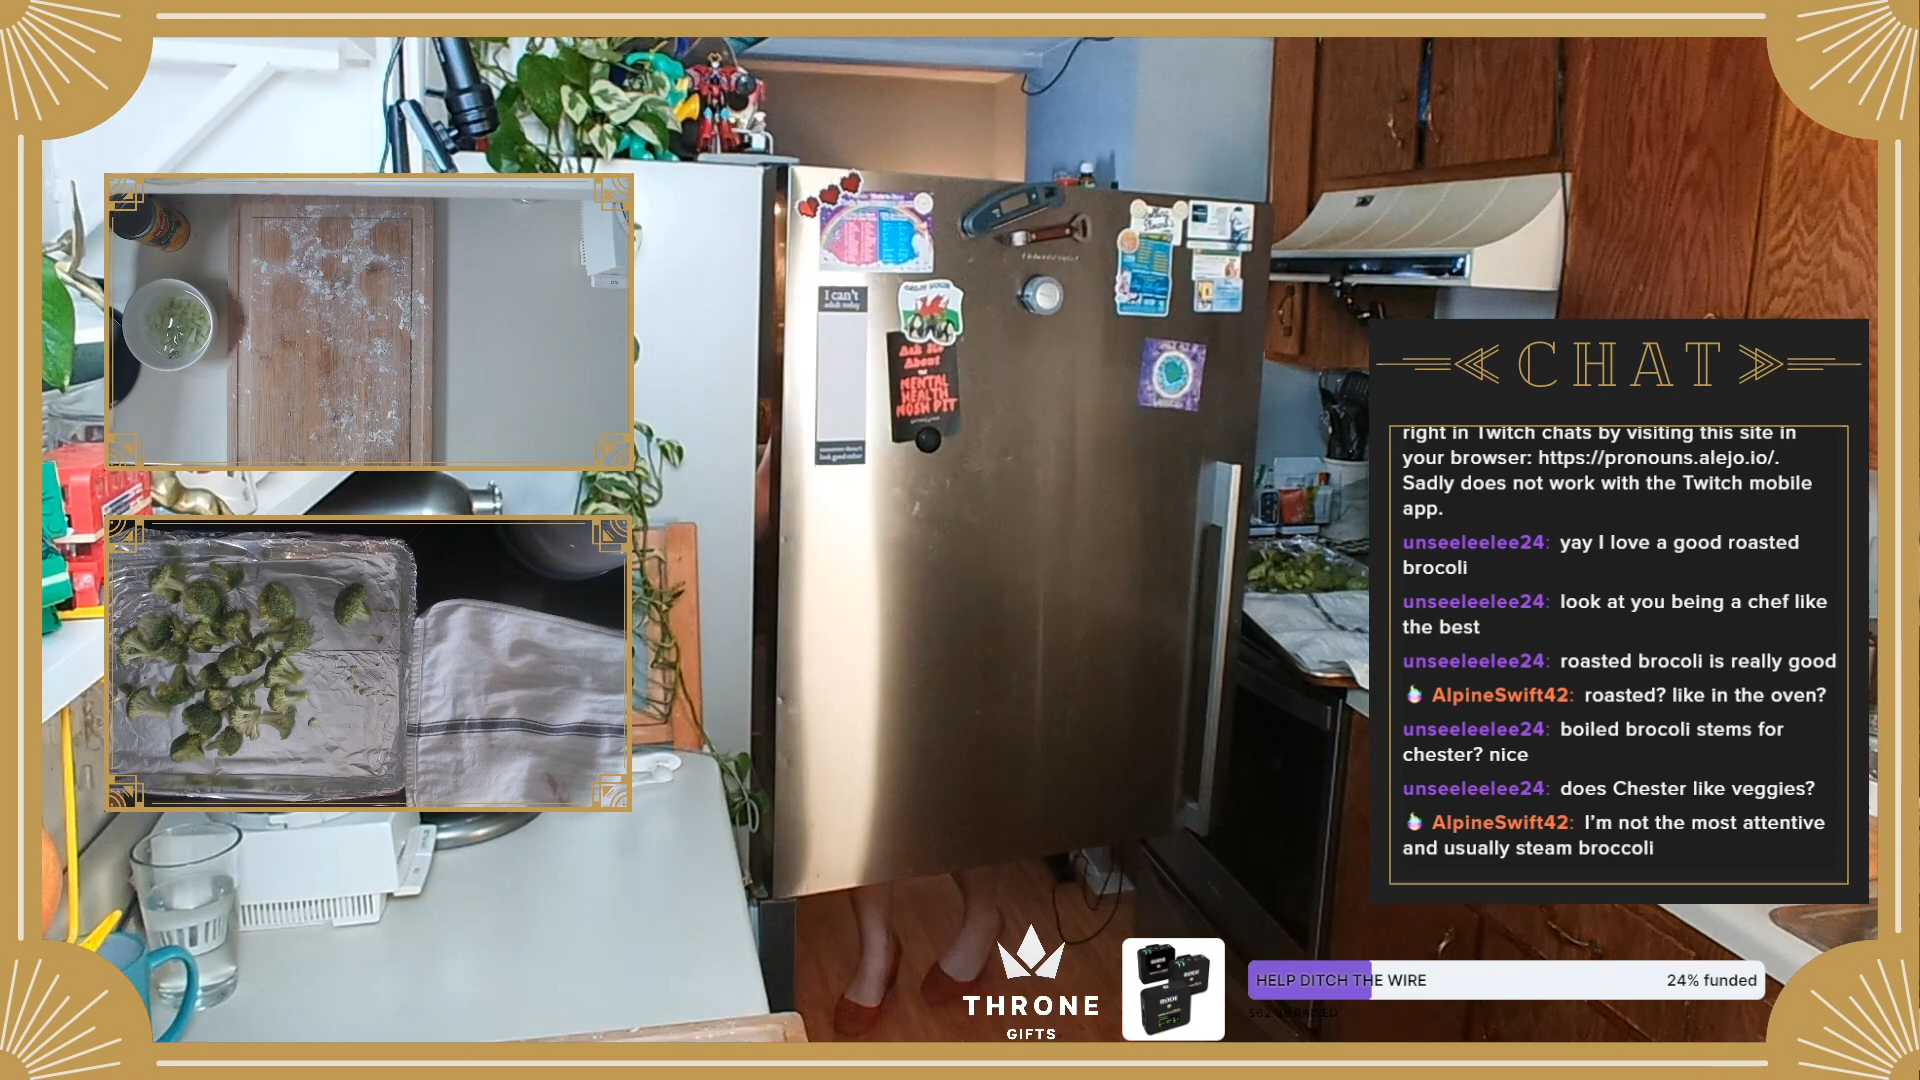 I can't
adult today
Ask Me
About
MENTAL
HEALTH
MOSH PIT
CHAT
right in Twitch chats by visiting this site in
your browser: https://pronouns.alejo.io/.
Sadly does not work with the Twitch mobile
app.
unseeleelee24: yay I love a good roasted
brocoli
unseeleelee24: look at you being a chef like
the best
unseeleelee24: roasted brocoli is really good
AlpineSwift42: roasted? like in the oven?
unseeleelee24: boiled brocoli stems for
chester? nice
unseeleelee24: does Chester like veggies?
AlpineSwift42: I'm not the most attentive
and usually steam broccoli
THRONE
GIFTS
HELP DITCH THE WIRE
24% funded